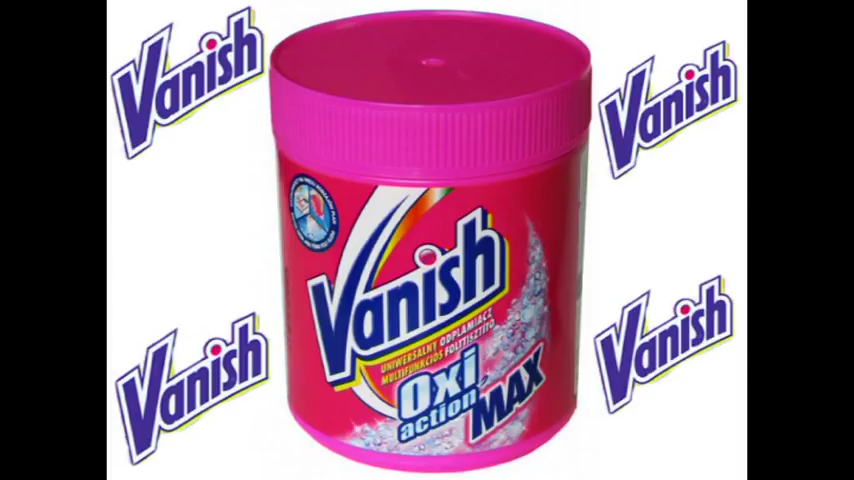 Vanish
Vanish
Vanish
UNIWERSALNY ODPLAMIACZ
MULTIFUNKCIÓS FOLTTISZTÍTÓ
Oxi
action
MAX
Vanish
Vanish